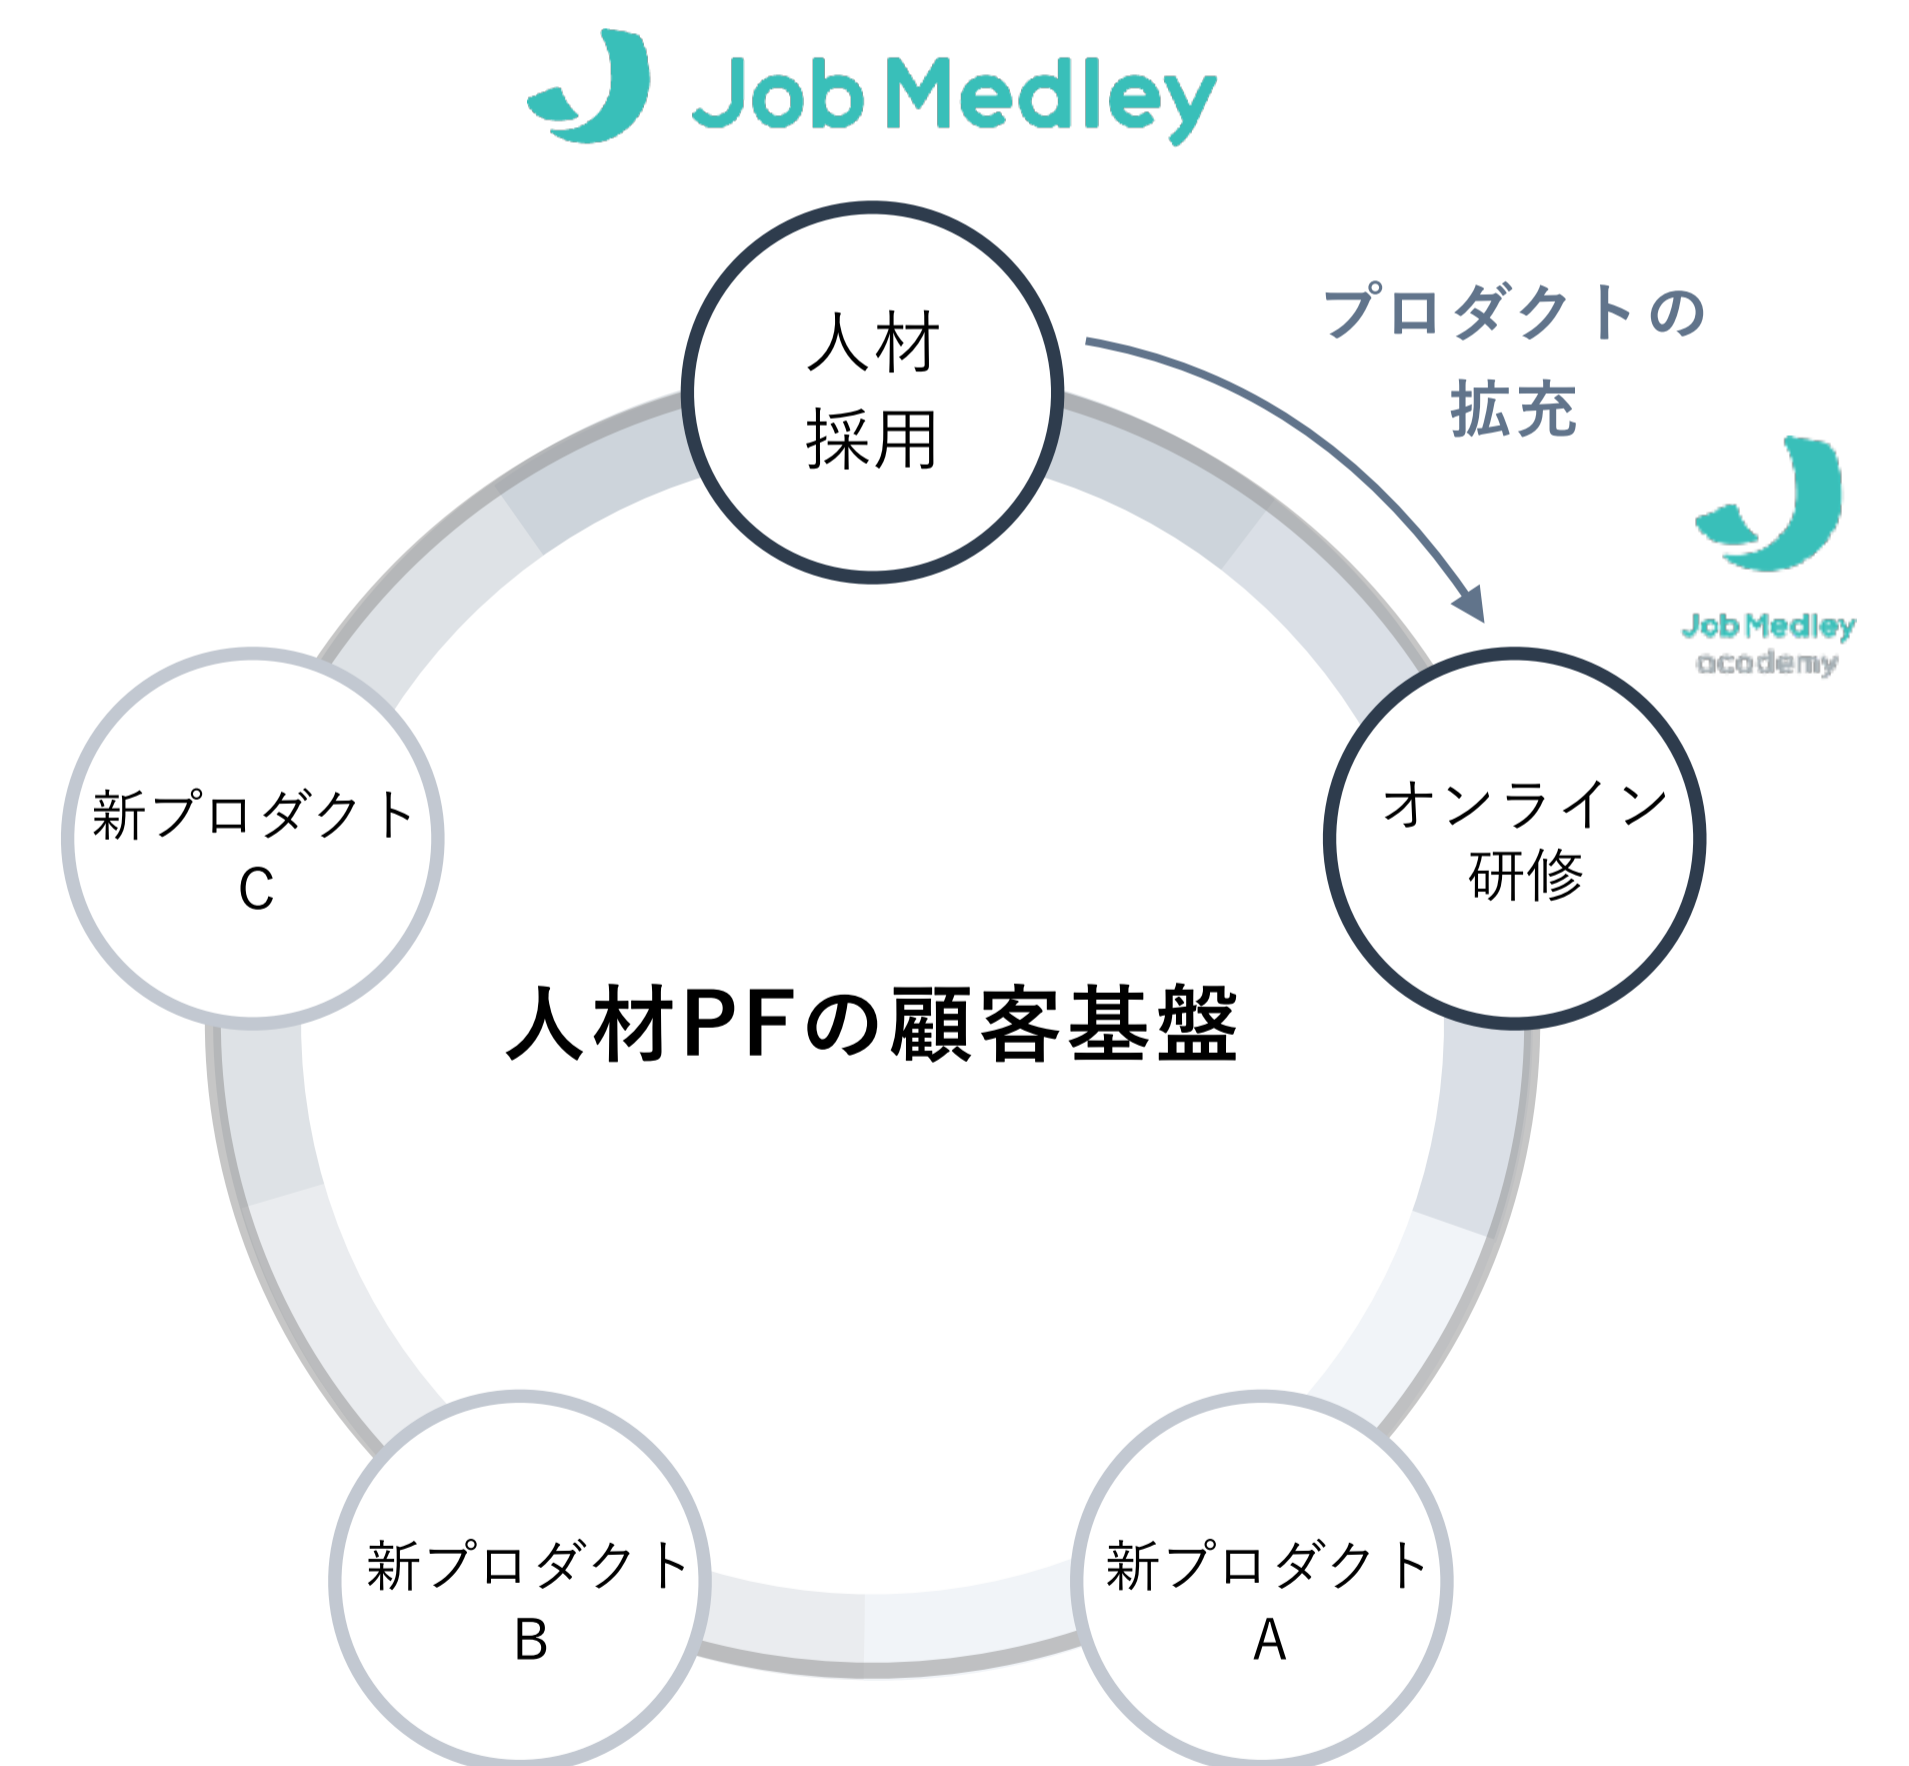 Job Medley
人材
採用
プロダクトの
拡充
Job Medley
academy
オンライン
研修
新プロダクト
C
人材PFの顧客基盤
新プロダクト
B
新プロダクト
A